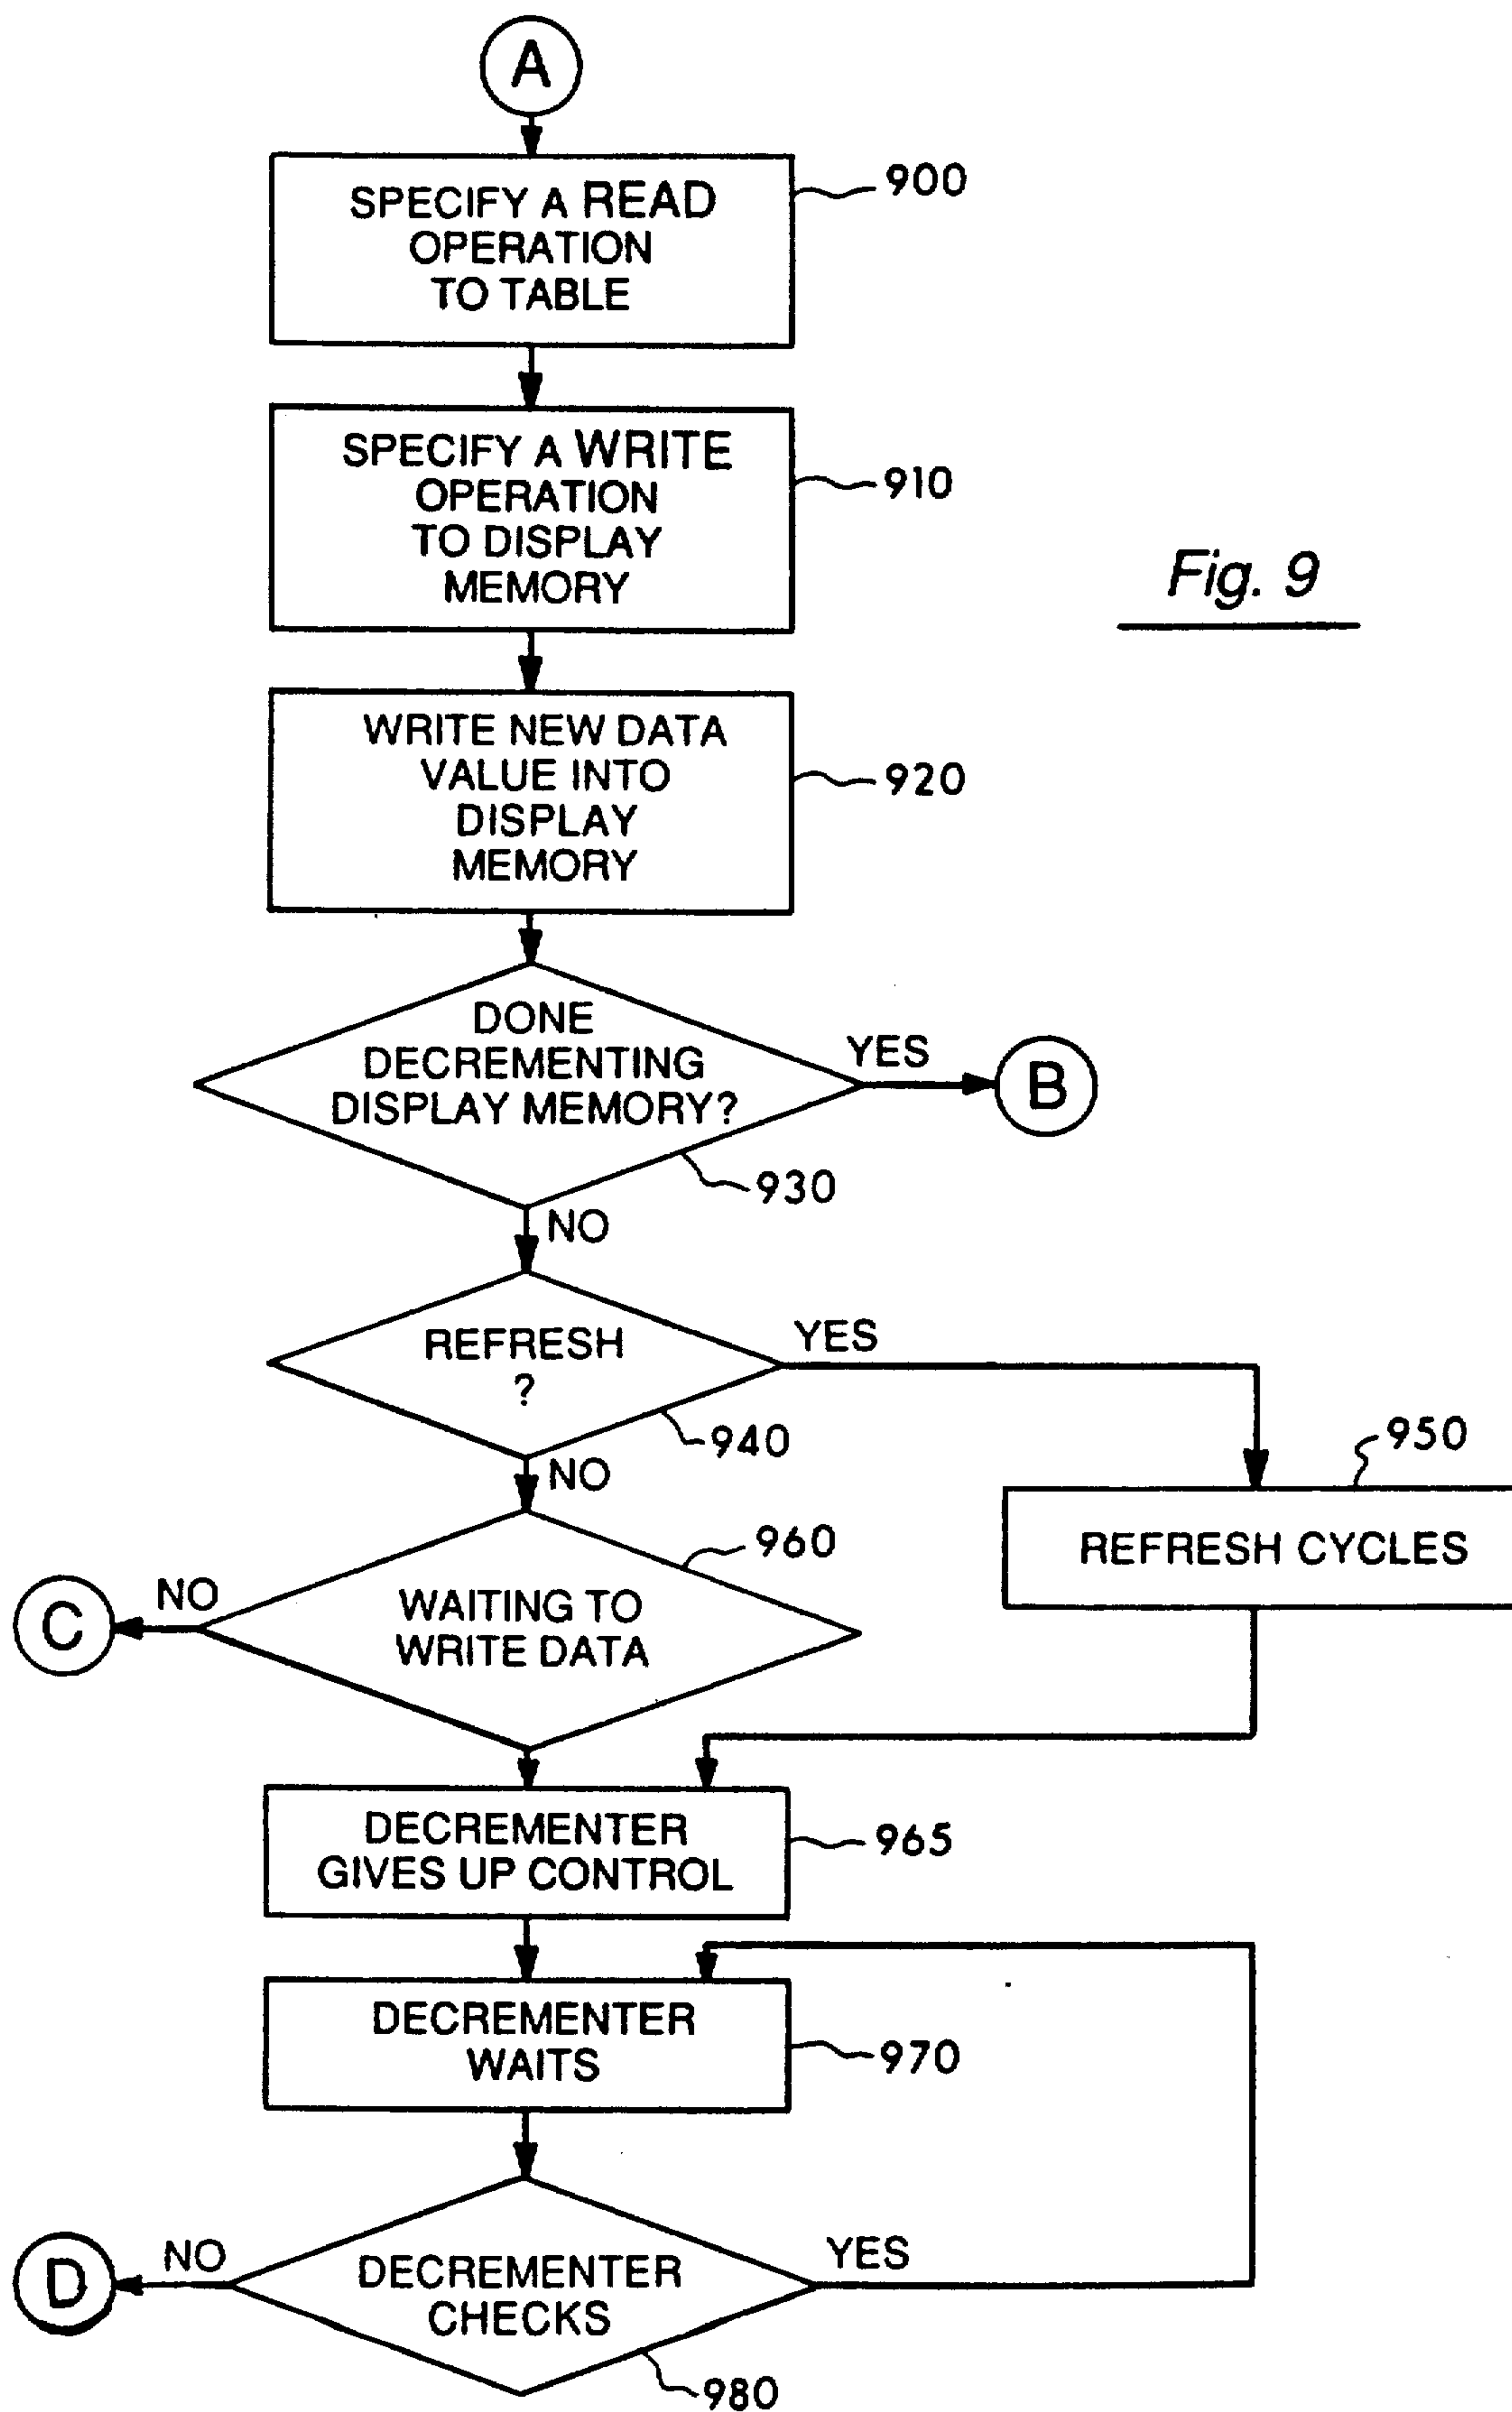 A
SPECIFY A READ
OPERATION
TO TABLE
900
SPECIFY A WRITE
OPERATION
TO DISPLAY
MEMORY
910
Fig. 9
WRITE NEW DATA
VALUE INTO
DISPLAY
MEMORY
920
DONE
DECREMENTING
DISPLAY MEMORY?
YES
B
930
NO
REFRESH
?
YES
940
NO
950
REFRESH CYCLES
960
WAITING TO
WRITE DATA
NO
C
DECREMENTER
GIVES UP CONTROL
965
DECREMENTER
WAITS
970
DECREMENTER
CHECKS
NO
D
YES
980